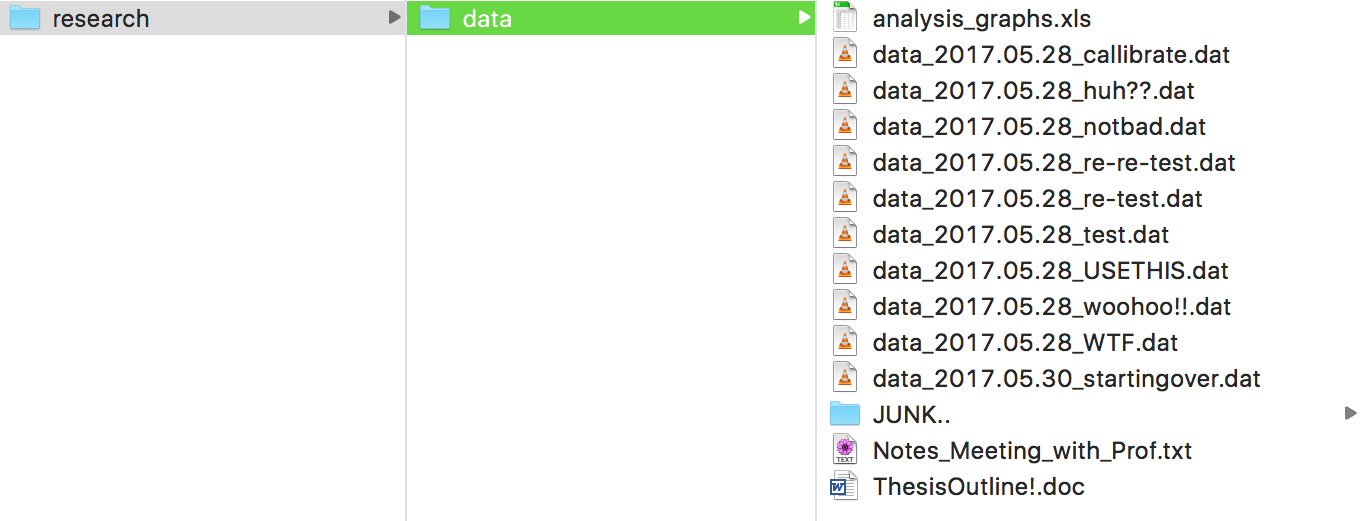 research
data
analysis_graphs.xls
data_2017.05.28_callibrate.dat
data_2017.05.28_huh??.dat
data_2017.05.28_notbad.dat
data_2017.05.28_re-re-test.dat
data_2017.05.28_re-test.dat
data_2017.05.28_test.dat
data_2017.05.28_USETHIS.dat
data_2017.05.28_woohoo!!.dat
data_2017.05.28_WTF.dat
data_2017.05.30_startingover.dat
JUNK..
Notes_Meeting_with_Prof.txt
TEXT
ThesisOutline!.doc
W